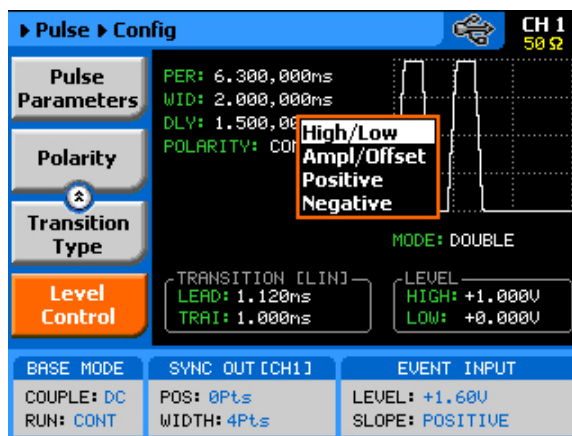 ▶ Pulse ▶ Config
CH 1
50 Ω
Pulse
Parameters
Polarity
Transition
Type
Level
Control
PER: 6.300,000ms
WID: 2.000,000ms
DLY: 1.500,00
POLARITY: CON
High/Low
Ampl/Offset
Positive
Negative
MODE: DOUBLE
TRANSITION [LIN]
LEAD: 1.120ms
TRAI: 1.000ms
LEVEL
HIGH: +1.000V
LOW: +0.000V
BASE MODE
COUPLE: DC
RUN: CONT
SYNC OUT [CH1]
POS: 0Pts
WIDTH: 4Pts
EVENT INPUT
LEVEL: +1.60V
SLOPE: POSITIVE